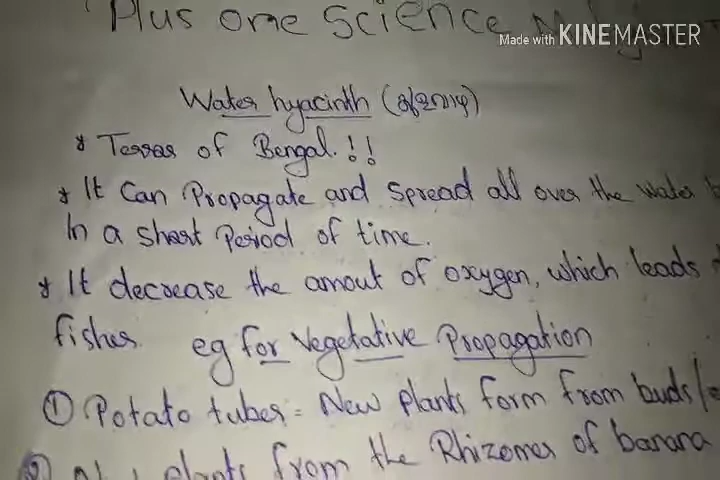 Plus one Science
Made with KINEMASTER
Water hyacinth
* Terror of Bengal !!
* It Can Propagate and spread all over the water
In a short Period of time.
* It decrease the amout of oxygen, which leads
fishes.
eg for Vegetative Propagation
① Potato tuber = New plants form from buds/
② plants from the Rhizomes of banana